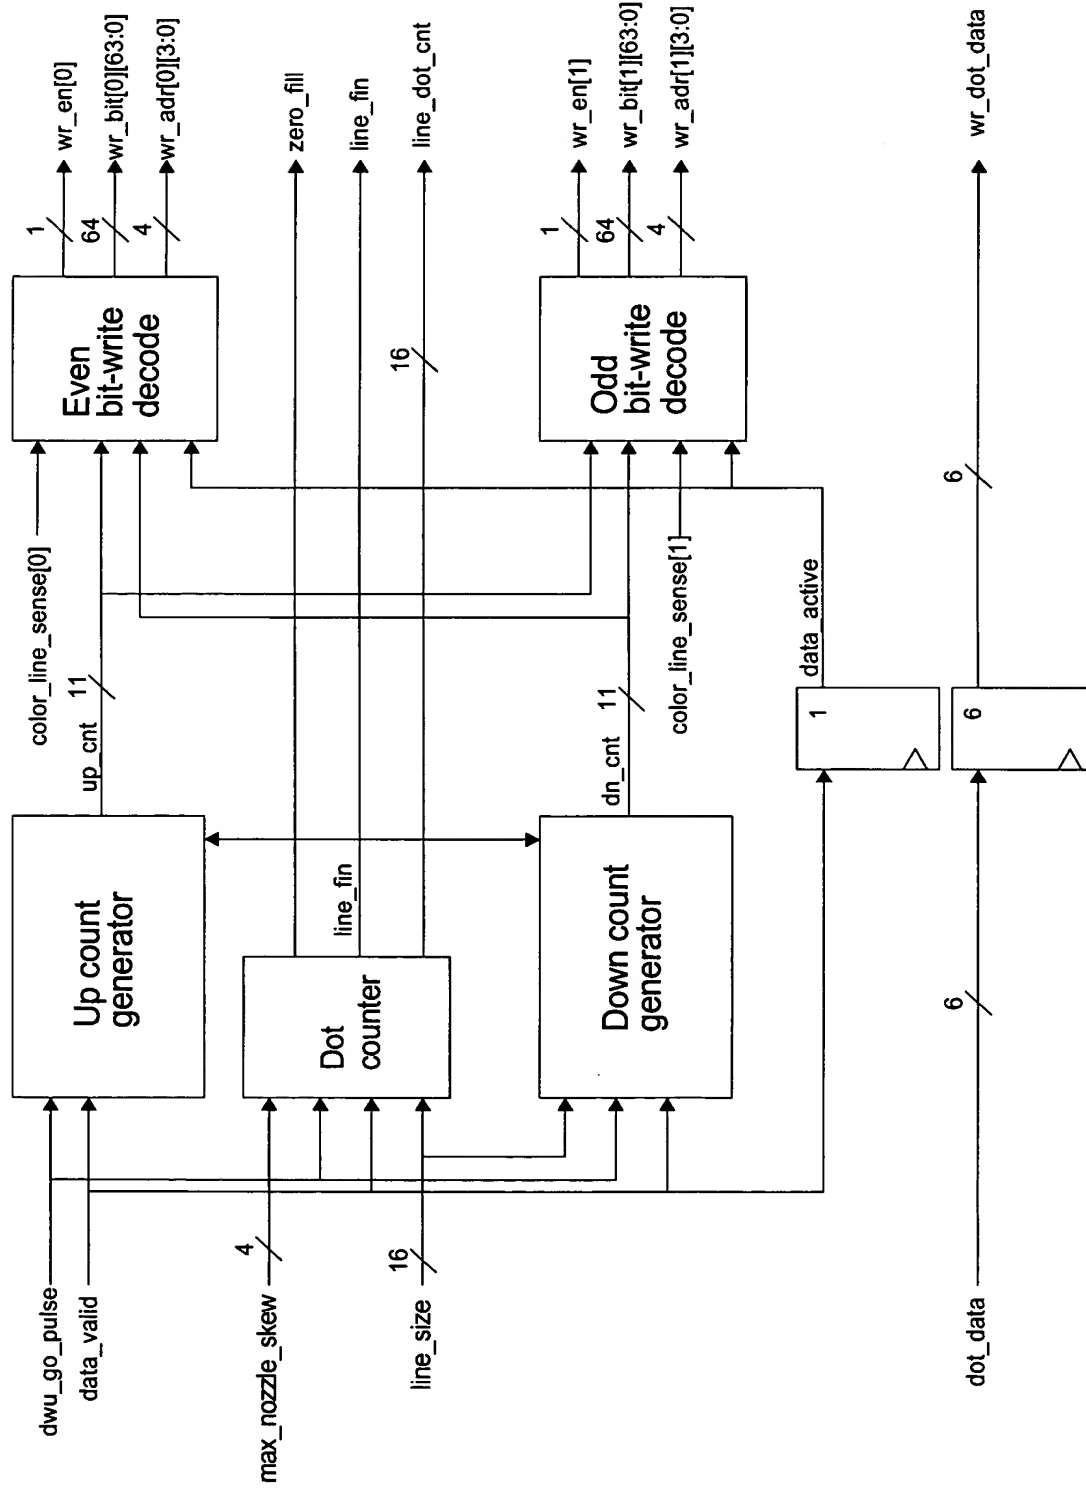 dwu_go_pulse
data_valid
max_nozzle_skew
4
line_size
16
dot_data
6
Up count
generator
Dot
counter
Down count
generator
line_fin
up_cnt
11
color_line_sense[0]
dn_cnt
11
color_line_sense[1]
1
data_active
6
Even
bit-write
decode
Odd
bit-write
decode
16
6
1
64
4
1
64
4
wr_en[0]
wr_bit[0][63:0]
wr_adr[0][3:0]
zero_fill
line_fin
line_dot_cnt
wr_en[1]
wr_bit[1][63:0]
wr_adr[1][3:0]
wr_dot_data